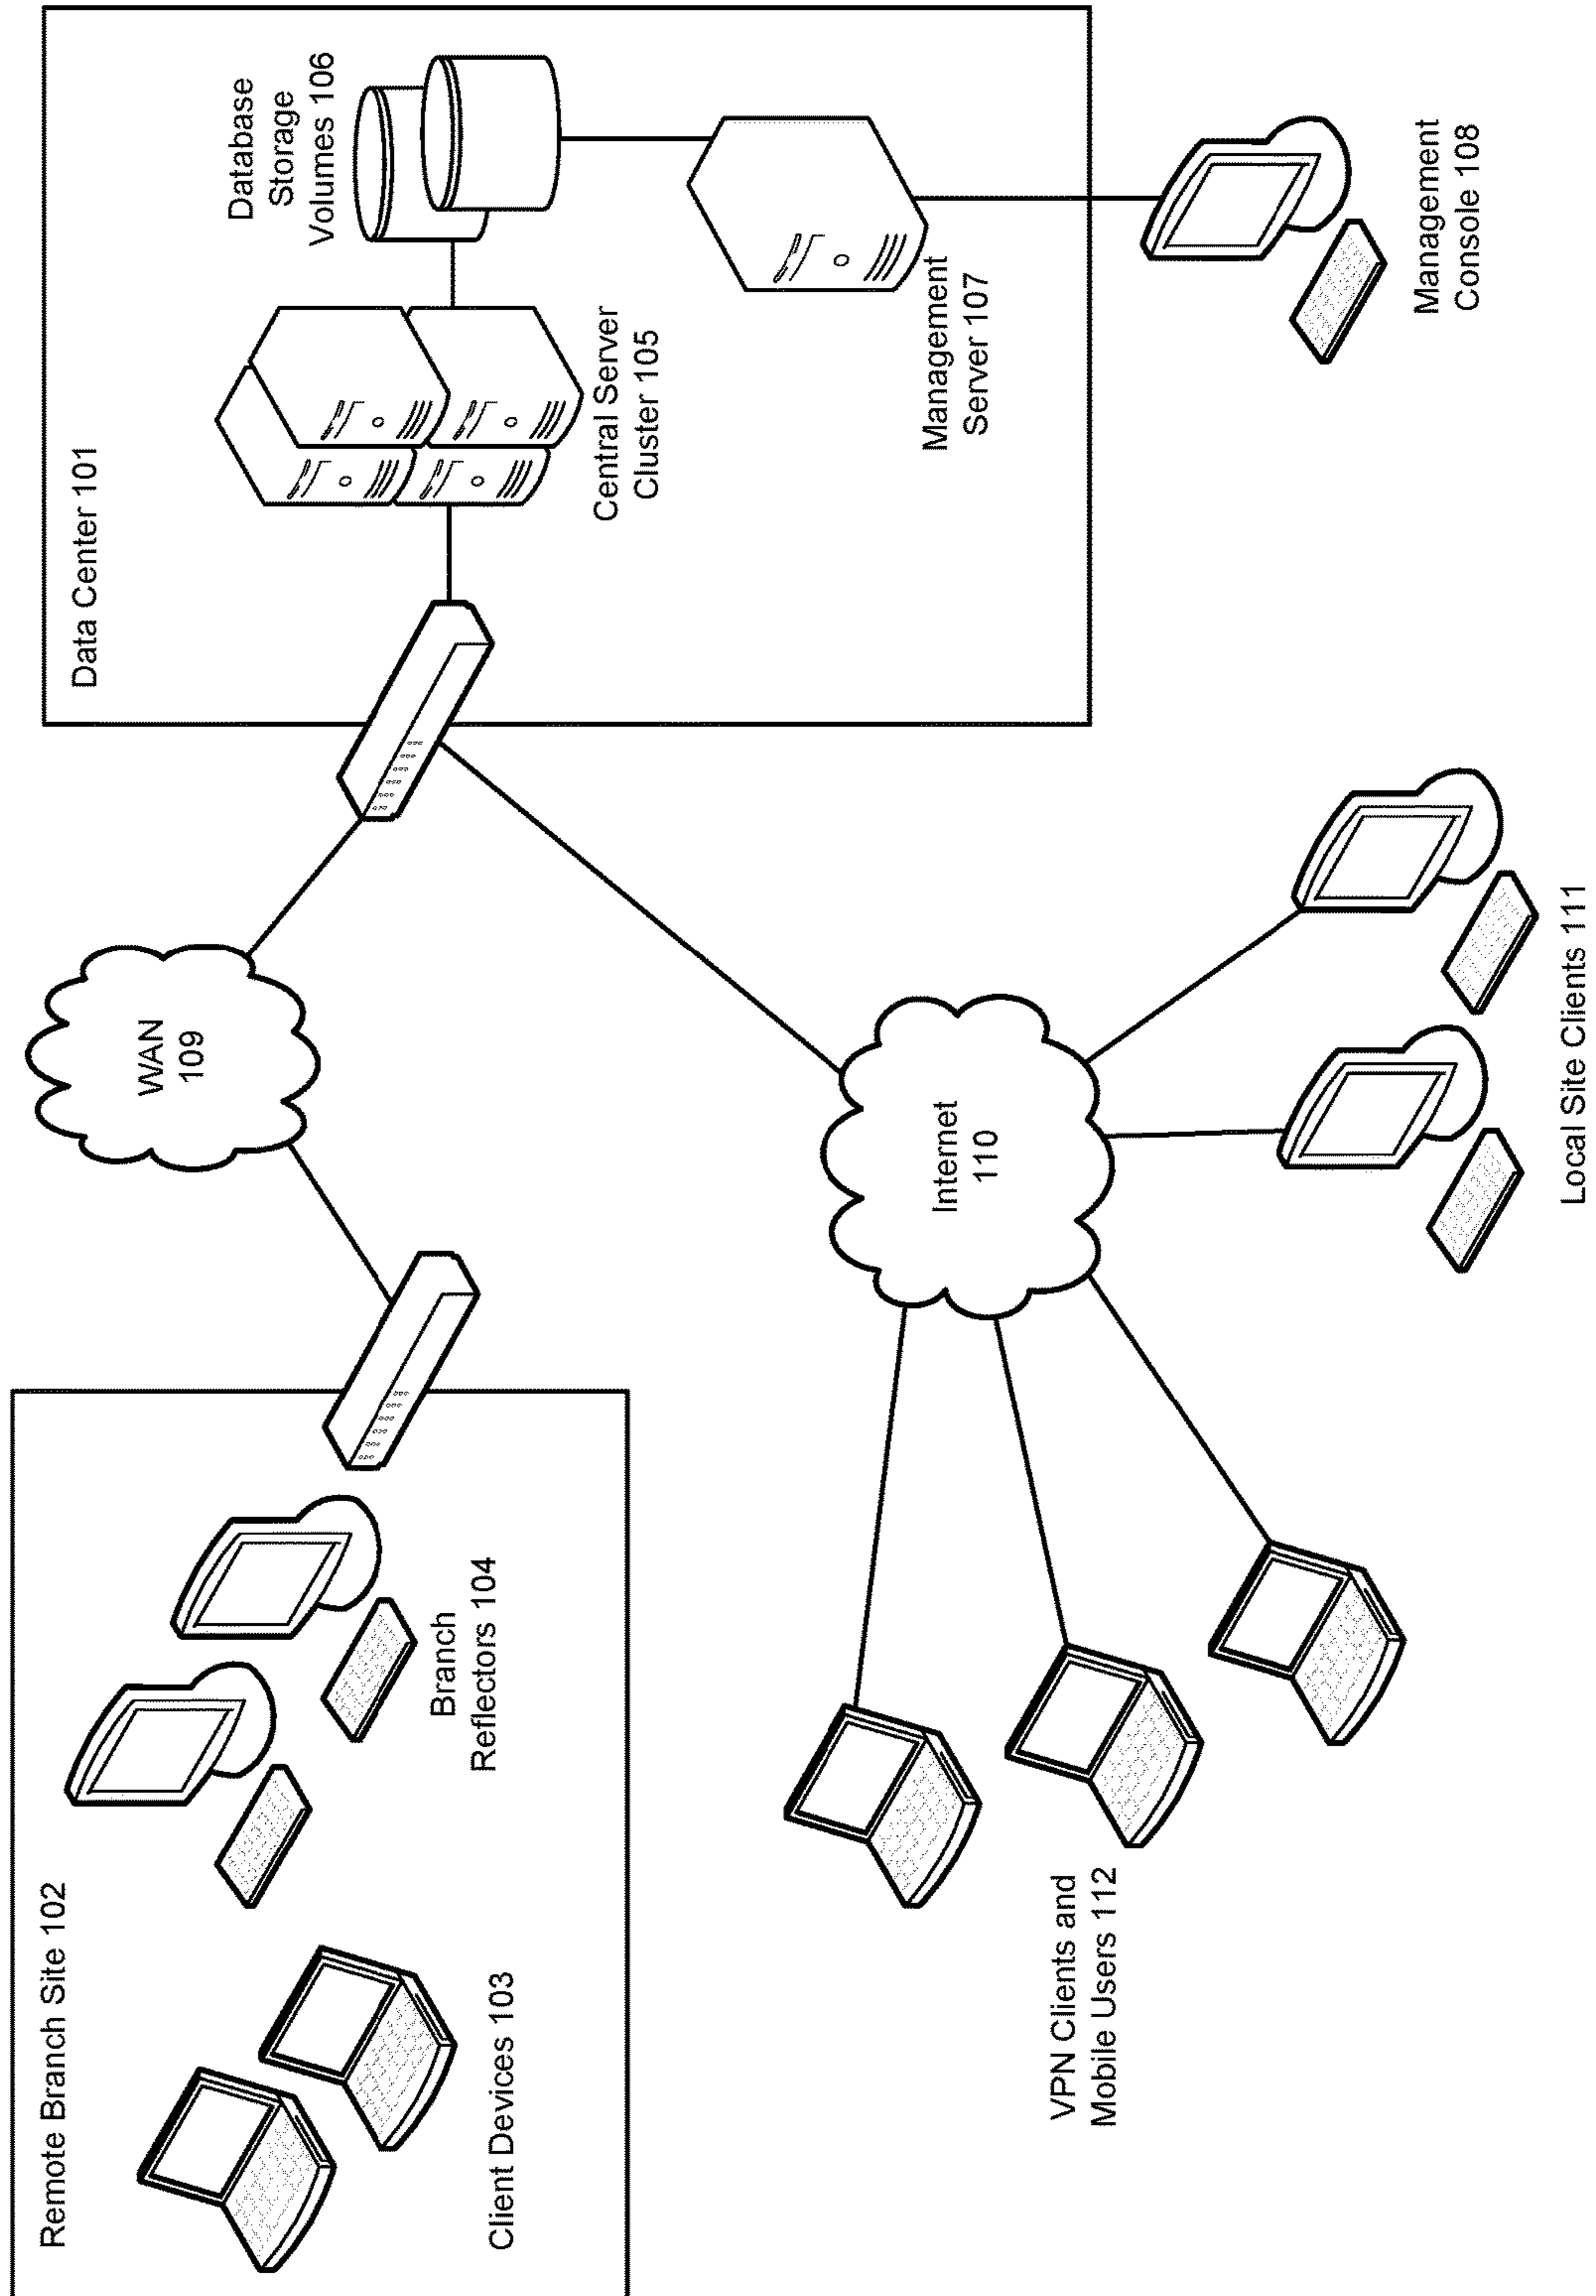 Remote Branch Site 102
Client Devices 103
Branch
Reflectors 104
WAN
109
Data Center 101
Database
Storage
Volumes 106
Central Server
Cluster 105
Management
Server 107
Management
Console 108
Internet
110
VPN Clients and
Mobile Users 112
Local Site Clients 111